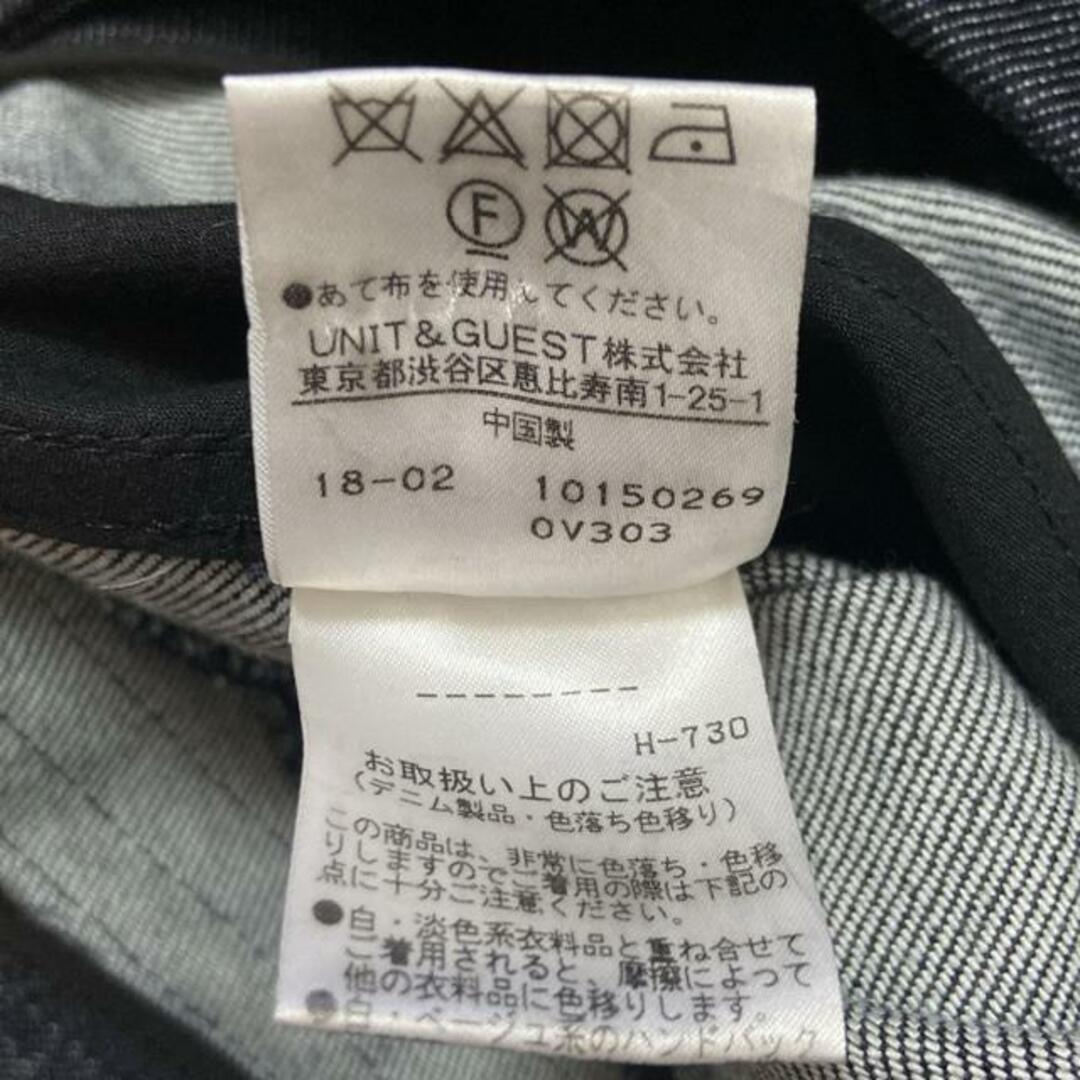 F W
●あて布を使用してください。
UNIT&GUEST株式会社
東京都渋谷区恵比寿南1-25-1
中国製
18-02 10150269
0V303
--------
H-730
お取扱い上のご注意
(デニム製品・色落ち色移り)
この商品は、非常に色落ち・色移
りしますのでご着用の際は下記の
点に十分ご注意ください。
●白・淡色系衣料品と重ね合せて
ご着用されると、摩擦によって
他の衣料品に色移りします。
●白・ベージュ系のハンドバック